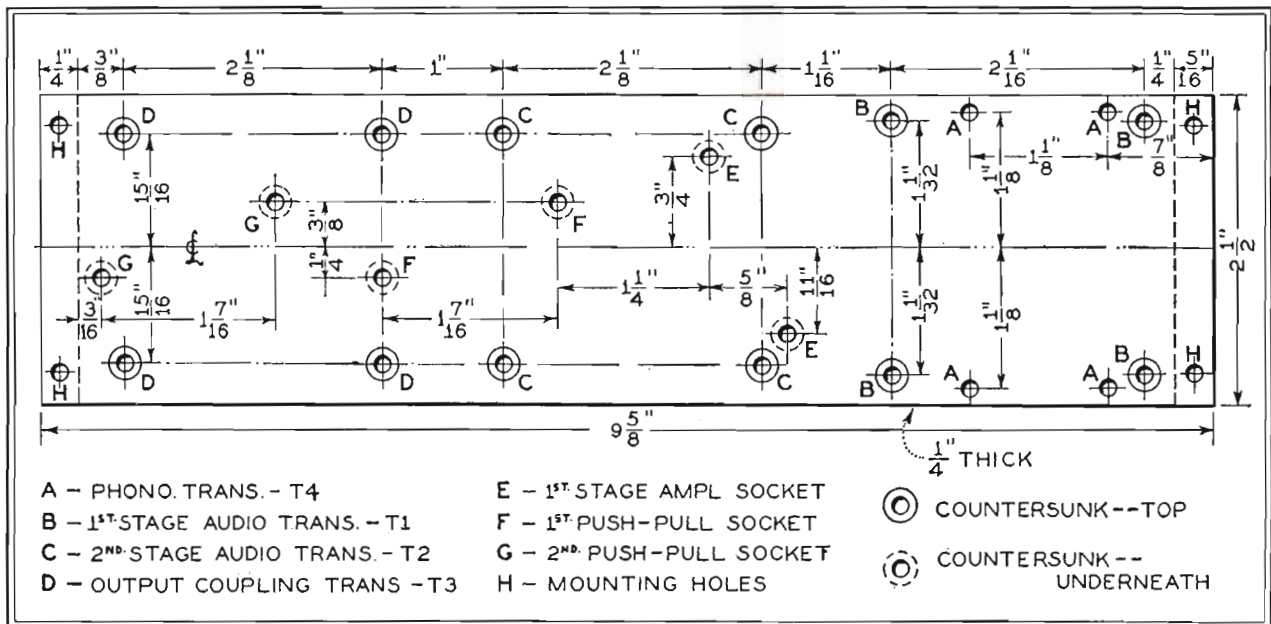 1/4" 3/8" 2 1/8" 1" 2 1/8" 1 1/16" 2 1/16" 1/4" 5/16"
H D D C C B A A B H
15/16" G 3/8" F 3/4" E 1 1/32" 1 1/8" 1 1/8" 7/8"
℄ 2 1/2"
G 1/4" F
3/16" 1 7/16" 15/16" 1 7/16" 1 1/4" 5/8" 11/16" E 1 1/32" 1 1/8"
H D D C C B A A B H
9 5/8"
1/4" THICK
A - PHONO. TRANS. - T4
B - 1ST. STAGE AUDIO TRANS. - T1
C - 2ND. STAGE AUDIO TRANS. - T2
D - OUTPUT COUPLING TRANS - T3
E - 1ST. STAGE AMPL SOCKET
F - 1ST. PUSH-PULL SOCKET
G - 2ND. PUSH-PULL SOCKET
H - MOUNTING HOLES
COUNTERSUNK--TOP
COUNTERSUNK--
UNDERNEATH